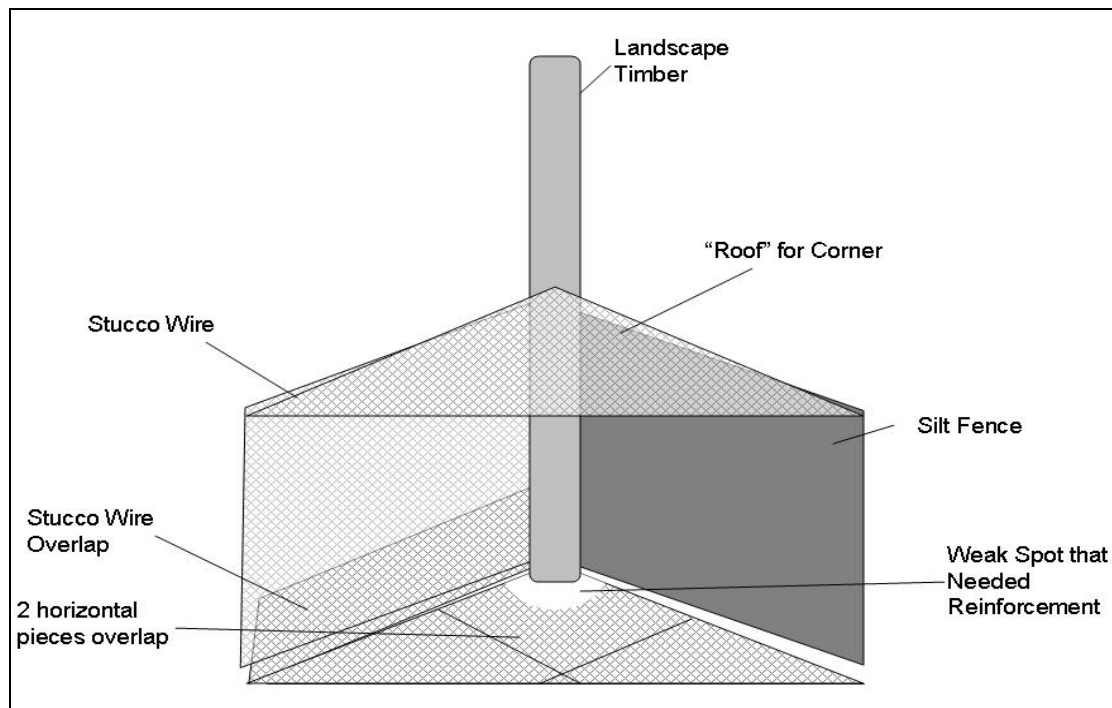 Landscape
Timber
“Roof” for Corner
Stucco Wire
Silt Fence
Stucco Wire
Overlap
Weak Spot that
Needed
Reinforcement
2 horizontal
pieces overlap